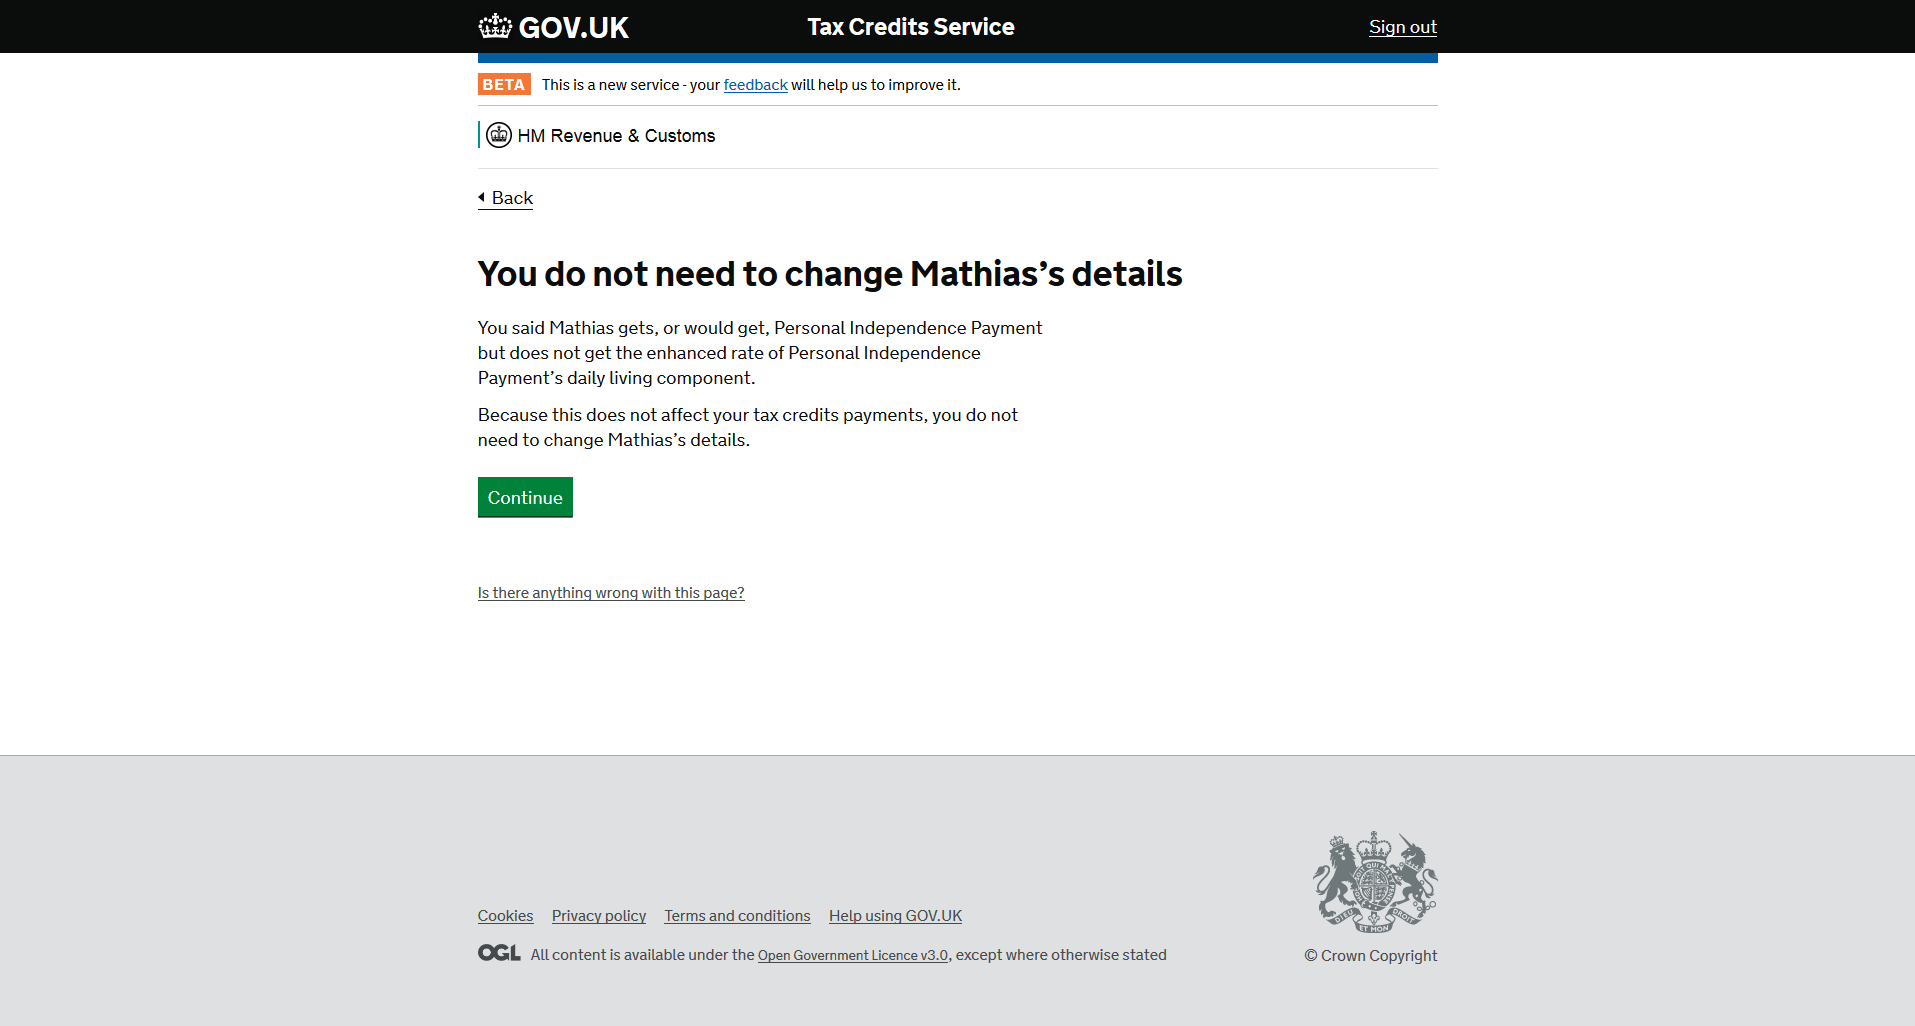 GOV.UK Tax Credits Service Sign out
BETA This is a new service - your feedback will help us to improve it.
HM Revenue & Customs
Back
You do not need to change Mathias’s details
You said Mathias gets, or would get, Personal Independence Payment
but does not get the enhanced rate of Personal Independence
Payment’s daily living component.
Because this does not affect your tax credits payments, you do not
need to change Mathias’s details.
Continue
Is there anything wrong with this page?
Cookies Privacy policy Terms and conditions Help using GOV.UK
OGL All content is available under the Open Government Licence v3.0, except where otherwise stated
DIEU ET MON DROIT
© Crown Copyright